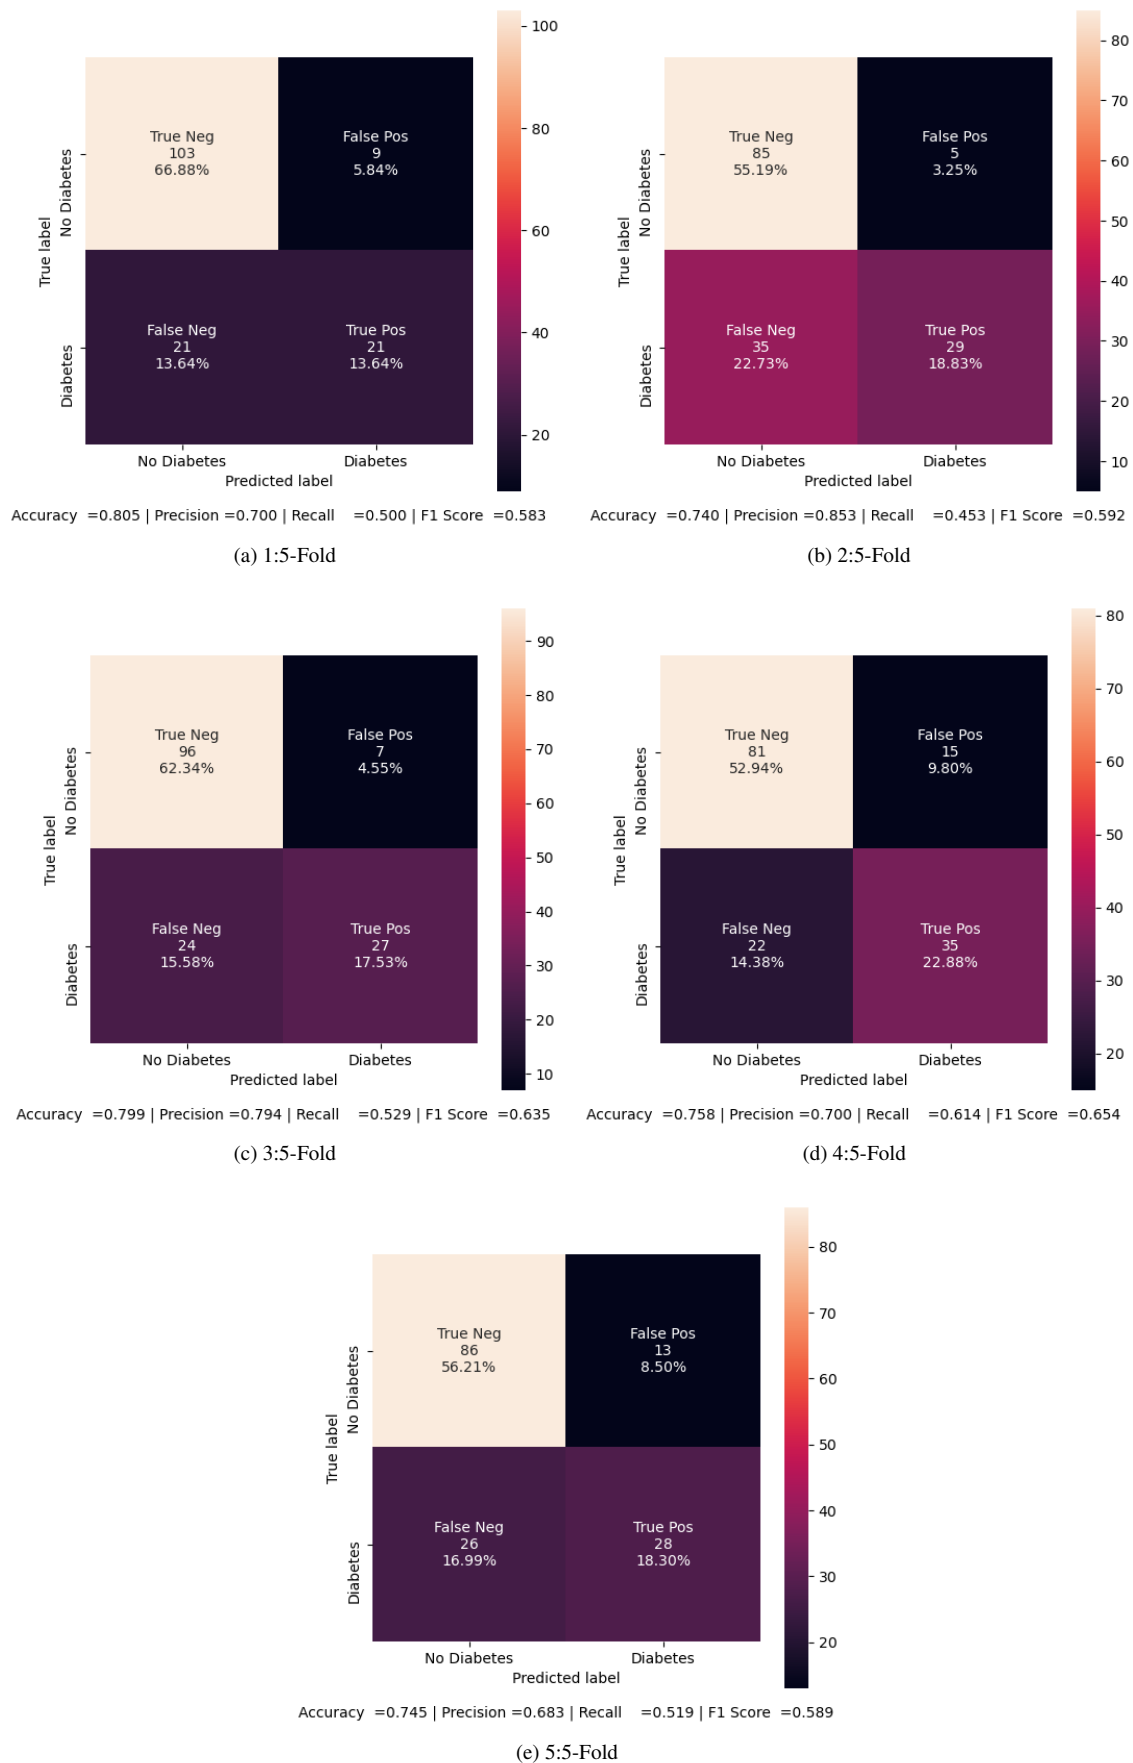 100
80
60
40
20
True Neg
103
66.88%
False Pos
9
5.84%
False Neg
21
13.64%
True Pos
21
13.64%
No Diabetes
Diabetes
True label
No Diabetes Diabetes
Predicted label
Accuracy =0.805 | Precision =0.700 | Recall =0.500 | F1 Score =0.583
(a) 1:5-Fold
80
70
60
50
40
30
20
10
True Neg
85
55.19%
False Pos
5
3.25%
False Neg
35
22.73%
True Pos
29
18.83%
No Diabetes
Diabetes
True label
No Diabetes Diabetes
Predicted label
Accuracy =0.740 | Precision =0.853 | Recall =0.453 | F1 Score =0.592
(b) 2:5-Fold
90
80
70
60
50
40
30
20
10
True Neg
96
62.34%
False Pos
7
4.55%
False Neg
24
15.58%
True Pos
27
17.53%
No Diabetes
Diabetes
True label
No Diabetes Diabetes
Predicted label
Accuracy =0.799 | Precision =0.794 | Recall =0.529 | F1 Score =0.635
(c) 3:5-Fold
80
70
60
50
40
30
20
True Neg
81
52.94%
False Pos
15
9.80%
False Neg
22
14.38%
True Pos
35
22.88%
No Diabetes
Diabetes
True label
No Diabetes Diabetes
Predicted label
Accuracy =0.758 | Precision =0.700 | Recall =0.614 | F1 Score =0.654
(d) 4:5-Fold
80
70
60
50
40
30
20
True Neg
86
56.21%
False Pos
13
8.50%
False Neg
26
16.99%
True Pos
28
18.30%
No Diabetes
Diabetes
True label
No Diabetes Diabetes
Predicted label
Accuracy =0.745 | Precision =0.683 | Recall =0.519 | F1 Score =0.589
(e) 5:5-Fold